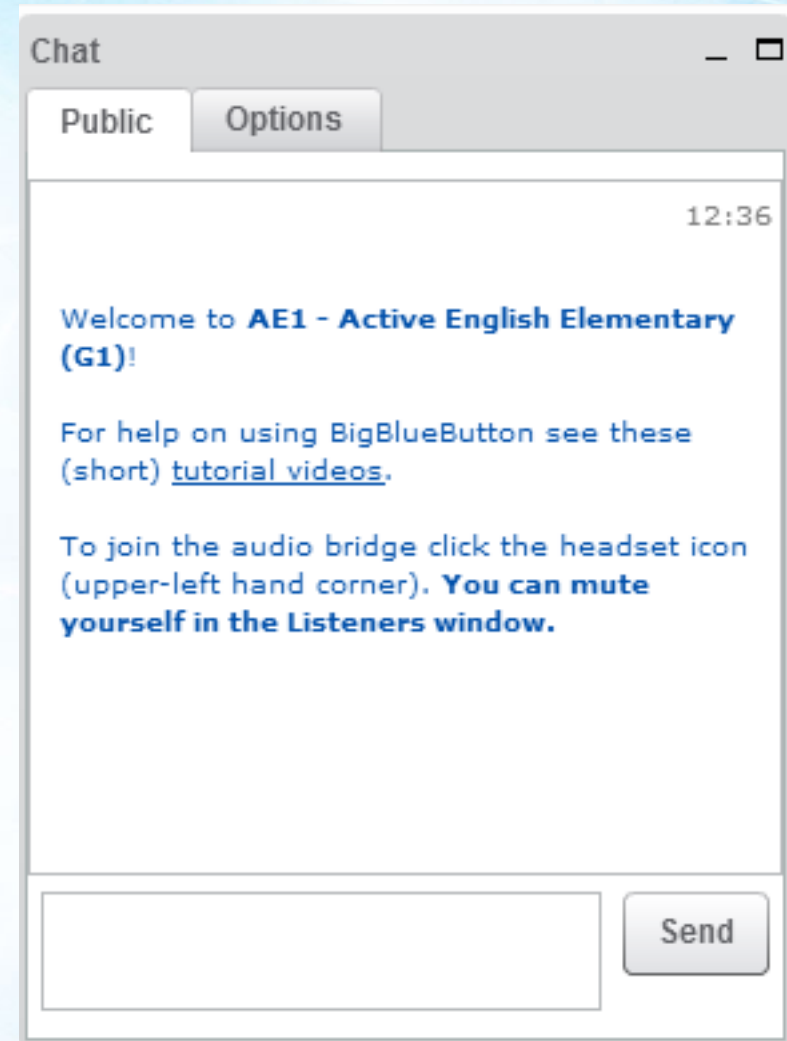 Chat
Public Options
12:36
Welcome to AE1 - Active English Elementary
(G1)!
For help on using BigBlueButton see these
(short) tutorial videos.
To join the audio bridge click the headset icon
(upper-left hand corner). You can mute
yourself in the Listeners window.
Send